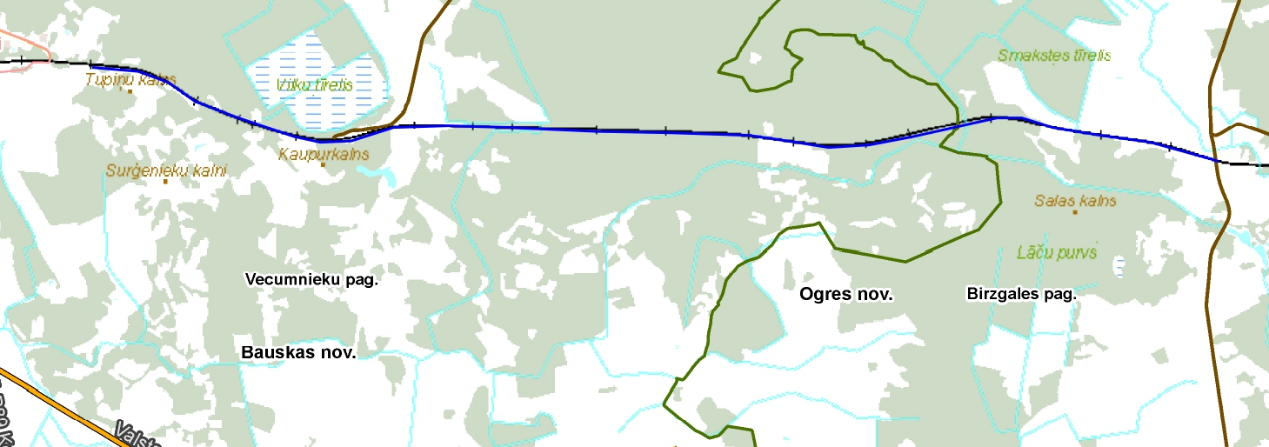 Smakstes tīrelis
Tupiņu kalns
Vilku tīrelis
Kaupurkalns
Surģenieku kalni
Salas kalns
Lāču purvs
Vecumnieku pag.
Ogres nov.
Birzgales pag.
Bauskas nov.